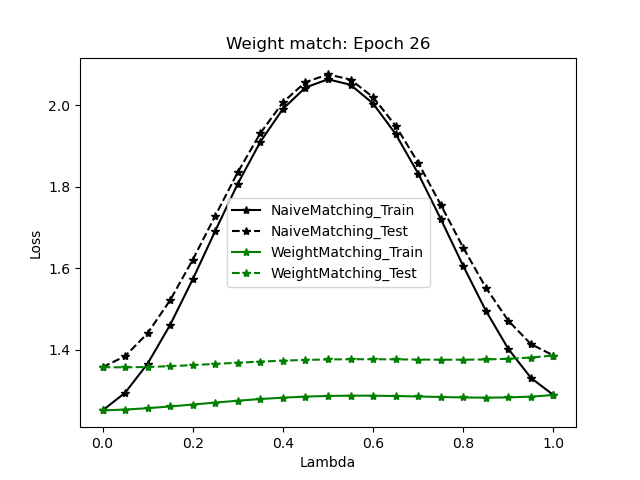 Weight match: Epoch 26
Loss
2.0
1.8
1.6
1.4
NaiveMatching_Train
NaiveMatching_Test
WeightMatching_Train
WeightMatching_Test
0.0 0.2 0.4 0.6 0.8 1.0
Lambda